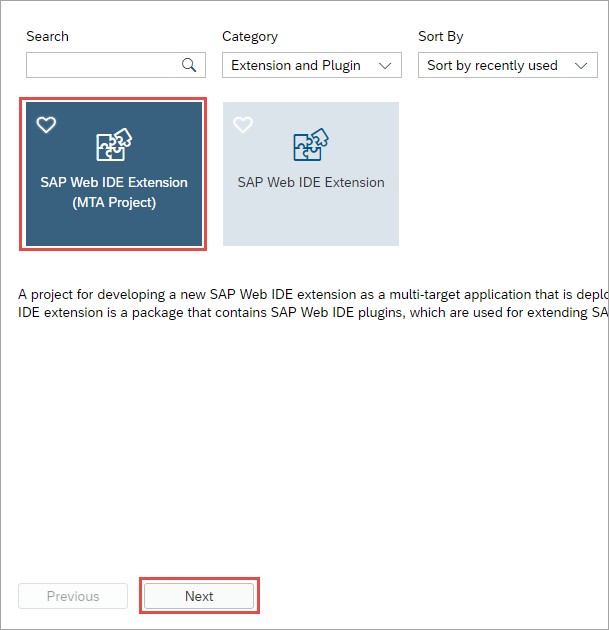 Search
Category
Sort By
Extension and Plugin
Sort by recently used
SAP Web IDE Extension
(MTA Project)
SAP Web IDE Extension
A project for developing a new SAP Web IDE extension as a multi-target application that is deplo
IDE extension is a package that contains SAP Web IDE plugins, which are used for extending SA
Previous
Next